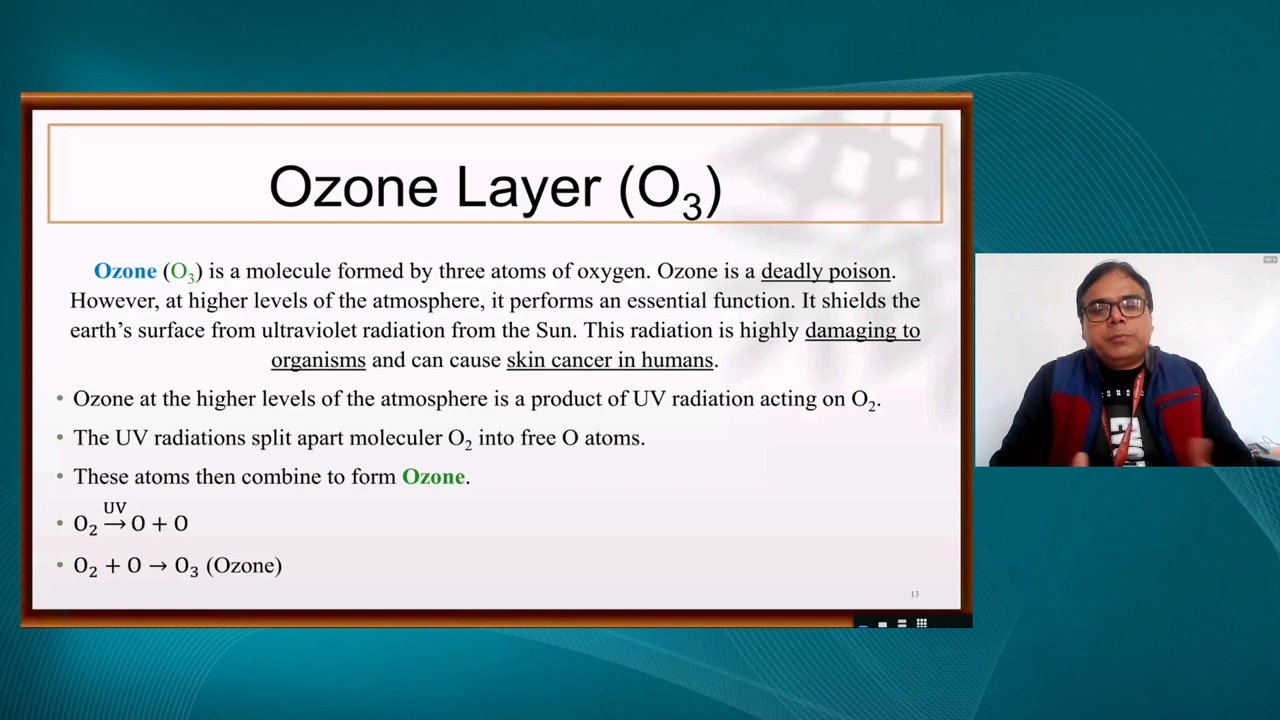 Ozone Layer (O₃)
Ozone (O₃) is a molecule formed by three atoms of oxygen. Ozone is a deadly poison.
However, at higher levels of the atmosphere, it performs an essential function. It shields the
earth’s surface from ultraviolet radiation from the Sun. This radiation is highly damaging to
organisms and can cause skin cancer in humans.
• Ozone at the higher levels of the atmosphere is a product of UV radiation acting on O₂.
• The UV radiations split apart moleculer O₂ into free O atoms.
• These atoms then combine to form Ozone.
UV
• O₂ → O + O
• O₂ + O → O₃ (Ozone)
13